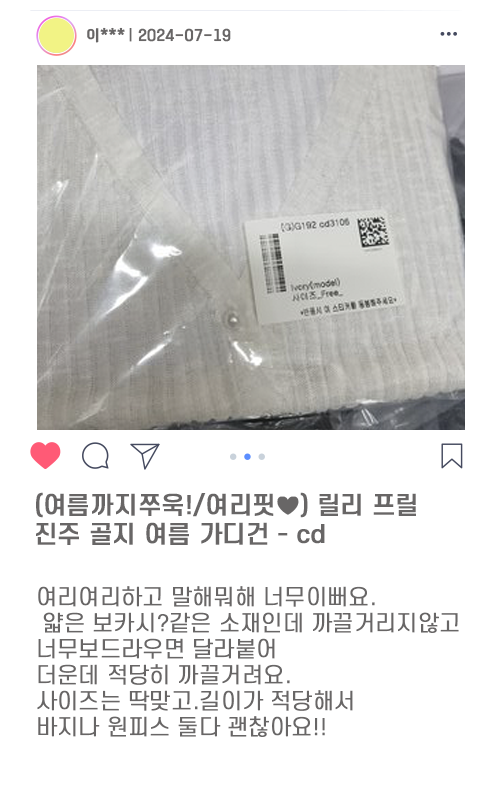 이*** | 2024-07-19
(G)G192 cd3106
Ivory(model)
사이즈_Free_
*반품시 이 스티커를 동봉해주세요*
(여름까지쭈욱!/여리핏♥) 릴리 프릴
진주 골지 여름 가디건 - cd
여리여리하고 말해뭐해 너무이뻐요.
얇은 보카시?같은 소재인데 까끌거리지않고
너무보드라우면 달라붙어
더운데 적당히 까끌거려요.
사이즈는 딱맞고.길이가 적당해서
바지나 원피스 둘다 괜찮아요!!